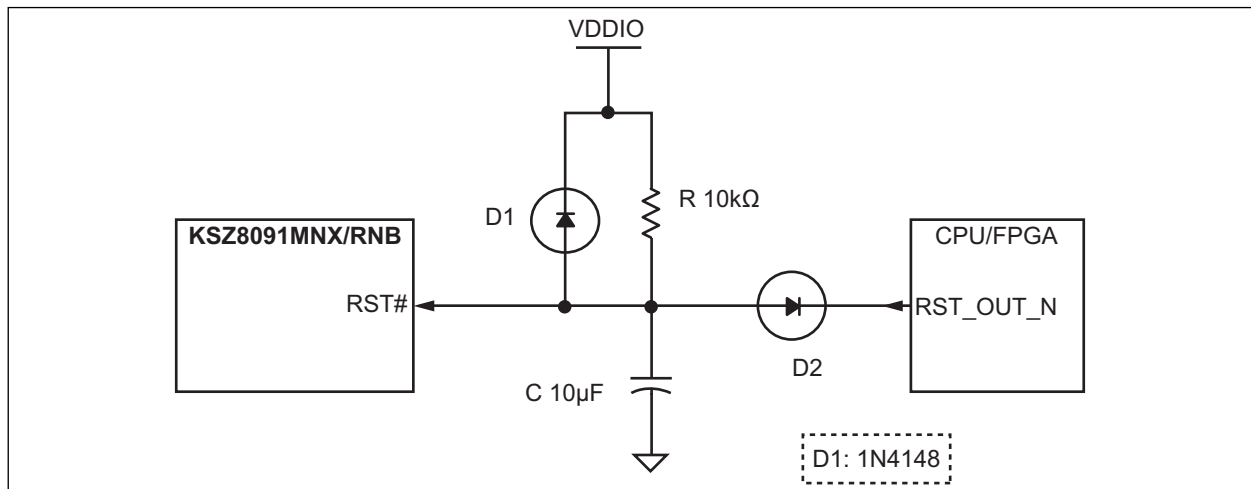 VDDIO
D1
R 10kΩ
KSZ8091MNX/RNB
CPU/FPGA
RST#
RST_OUT_N
D2
C 10µF
D1: 1N4148